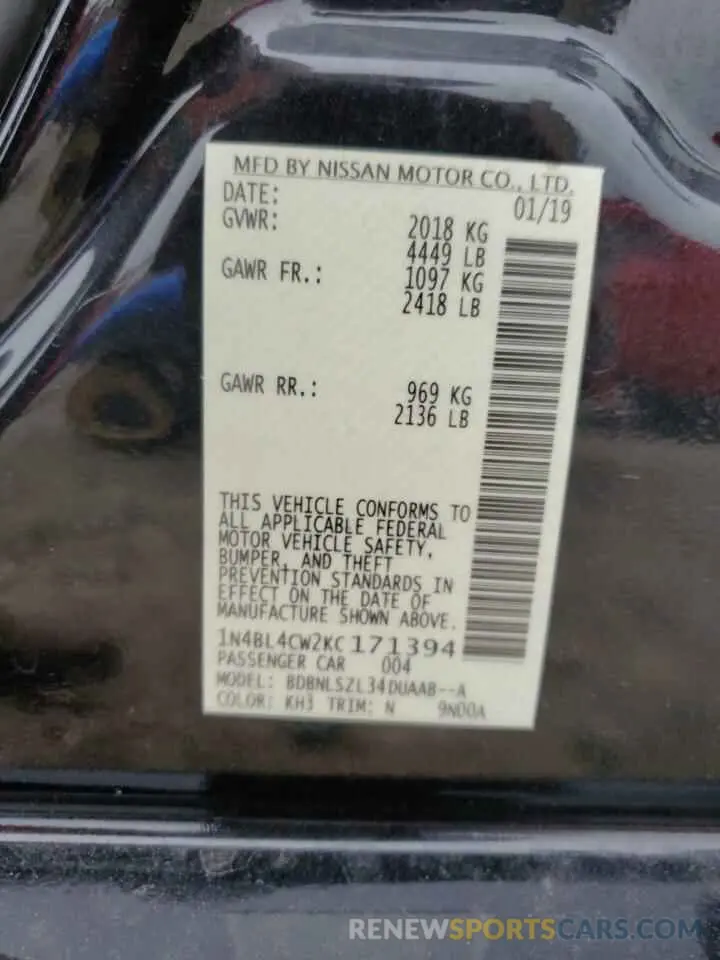 MFD BY NISSAN MOTOR CO., LTD.
DATE: 01/19
GVWR: 2018 KG
4449 LB
GAWR FR.: 1097 KG
2418 LB
GAWR RR.: 969 KG
2136 LB
THIS VEHICLE CONFORMS TO
ALL APPLICABLE FEDERAL
MOTOR VEHICLE SAFETY,
BUMPER, AND THEFT
PREVENTION STANDARDS IN
EFFECT ON THE DATE OF
MANUFACTURE SHOWN ABOVE.
1N4BL4CW2KC171394
PASSENGER CAR 004
MODEL: BDBNLSZL34DUAAB--A
COLOR: KH3 TRIM: N 9N00A
RENEWSPORTSCARS.COM